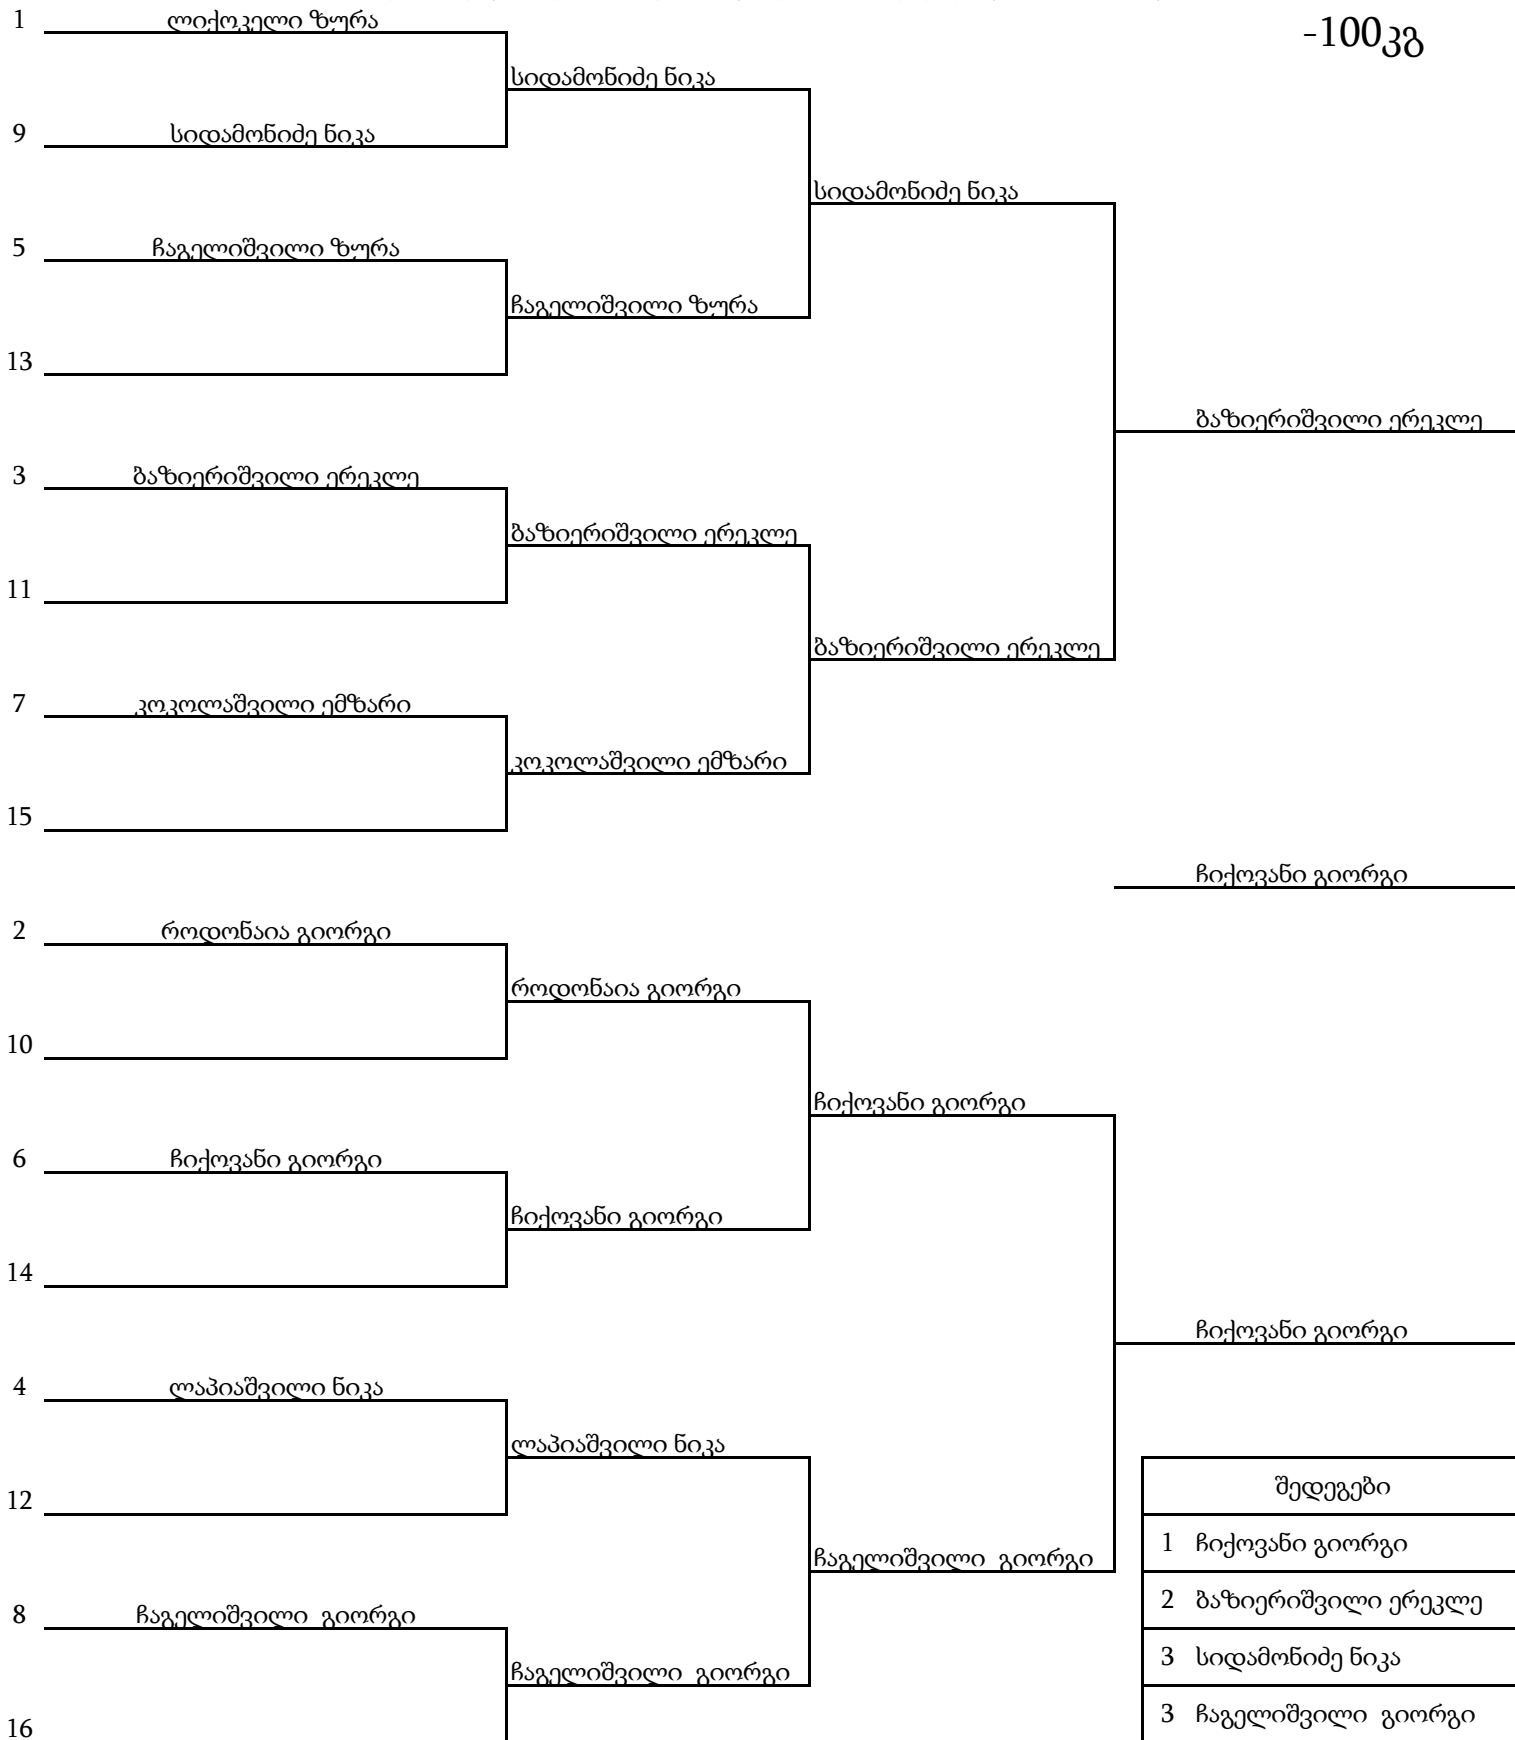 -100კგ
1 ლიქოკელი ზურა
სიდამონიძე ნიკა
9 სიდამონიძე ნიკა
სიდამონიძე ნიკა
5 ჩაგელიშვილი ზურა
ჩაგელიშვილი ზურა
13
ბაზიერიშვილი ერეკლე
3 ბაზიერიშვილი ერეკლე
ბაზიერიშვილი ერეკლე
11
ბაზიერიშვილი ერეკლე
7 კოკოლაშვილი ემზარი
კოკოლაშვილი ემზარი
15
ჩიქოვანი გიორგი
2 როდონაია გიორგი
როდონაია გიორგი
10
ჩიქოვანი გიორგი
6 ჩიქოვანი გიორგი
ჩიქოვანი გიორგი
14
ჩიქოვანი გიორგი
4 ლაპიაშვილი ნიკა
ლაპიაშვილი ნიკა
12
ჩაგელიშვილი გიორგი
8 ჩაგელიშვილი გიორგი
ჩაგელიშვილი გიორგი
16
შედეგები
1 ჩიქოვანი გიორგი
2 ბაზიერიშვილი ერეკლე
3 სიდამონიძე ნიკა
3 ჩაგელიშვილი გიორგი